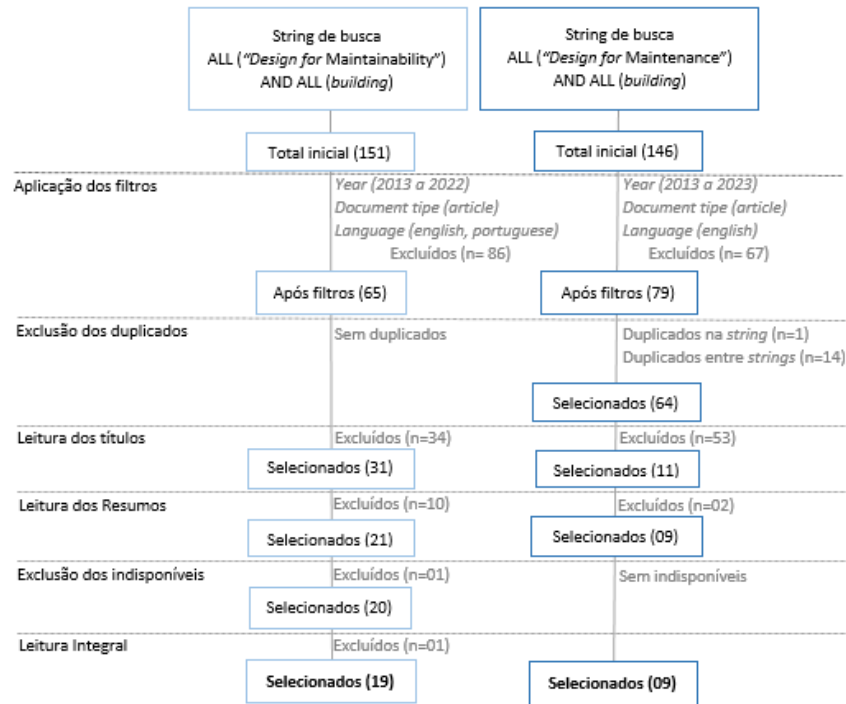 String de busca
ALL (“Design for Maintainability”)
AND ALL (building)
String de busca
ALL (“Design for Maintenance”)
AND ALL (building)
Total inicial (151)
Total inicial (146)
Aplicação dos filtros
Year (2013 a 2022)
Document tipe (article)
Language (english, portuguese)
Excluídos (n= 86)
Year (2013 a 2023)
Document tipe (article)
Language (english)
Excluídos (n= 67)
Após filtros (65)
Após filtros (79)
Exclusão dos duplicados
Sem duplicados
Duplicados na string (n=1)
Duplicados entre strings (n=14)
Selecionados (64)
Leitura dos títulos
Excluídos (n=34)
Excluídos (n=53)
Selecionados (31)
Selecionados (11)
Leitura dos Resumos
Excluídos (n=10)
Excluídos (n=02)
Selecionados (21)
Selecionados (09)
Exclusão dos indisponíveis
Excluídos (n=01)
Sem indisponíveis
Selecionados (20)
Leitura Integral
Excluídos (n=01)
Selecionados (19)
Selecionados (09)